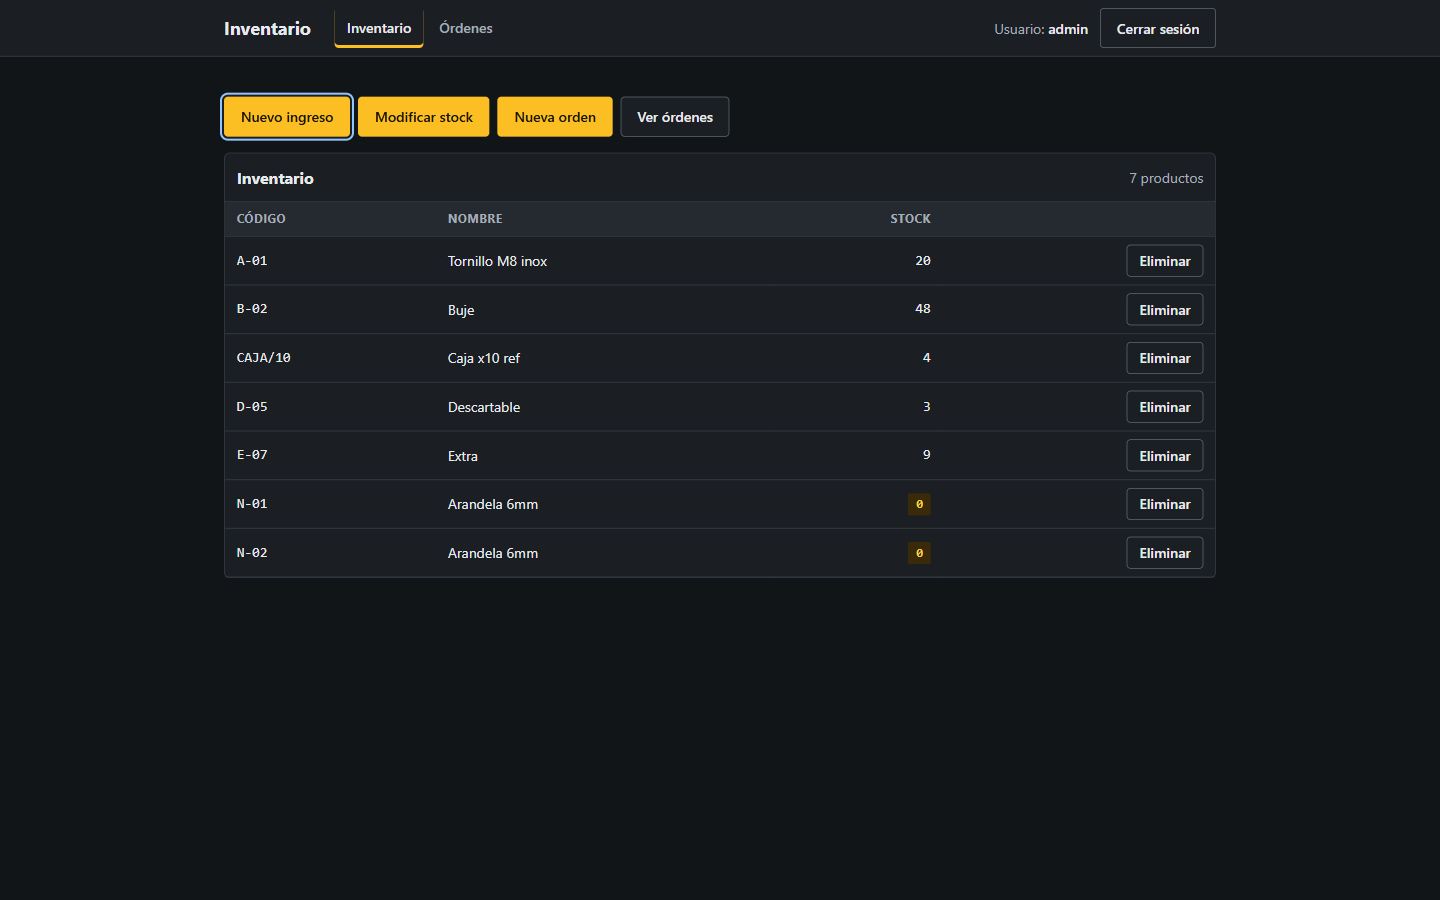 Inventario Inventario Órdenes Usuario: admin Cerrar sesión
Nuevo ingreso Modificar stock Nueva orden Ver órdenes
Inventario 7 productos
CÓDIGO NOMBRE STOCK
A-01 Tornillo M8 inox 20 Eliminar
B-02 Buje 48 Eliminar
CAJA/10 Caja x10 ref 4 Eliminar
D-05 Descartable 3 Eliminar
E-07 Extra 9 Eliminar
N-01 Arandela 6mm 0 Eliminar
N-02 Arandela 6mm 0 Eliminar